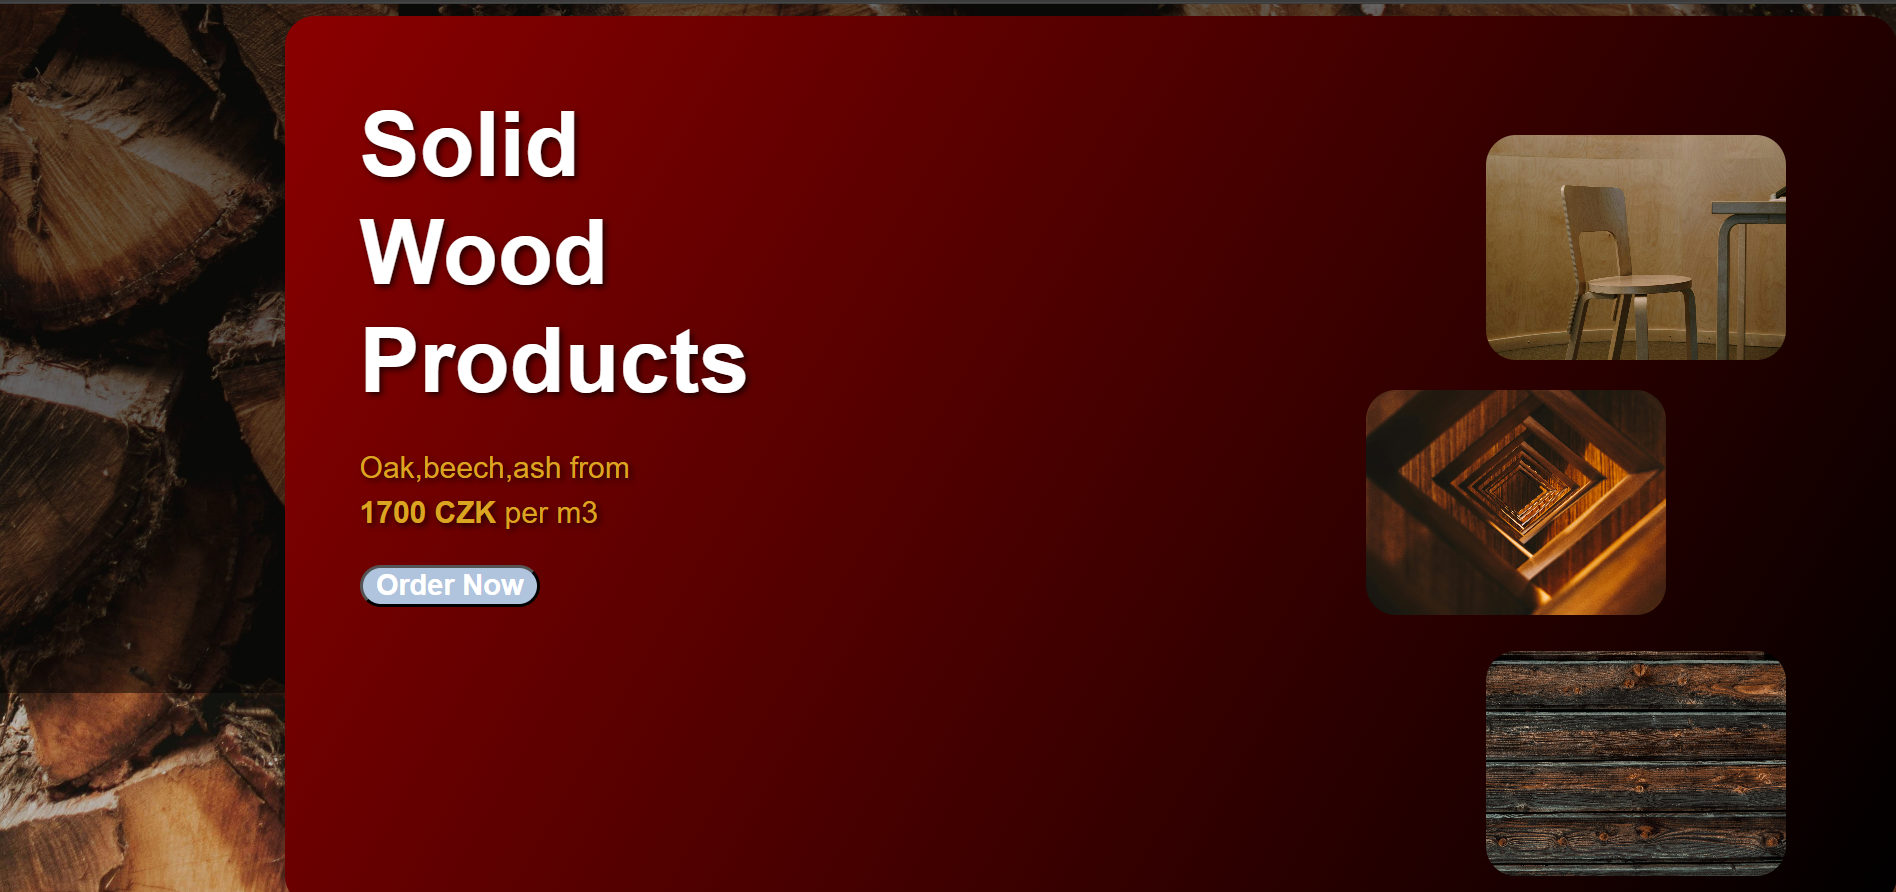 Solid
Wood
Products
Oak,beech,ash from
1700 CZK per m3
Order Now